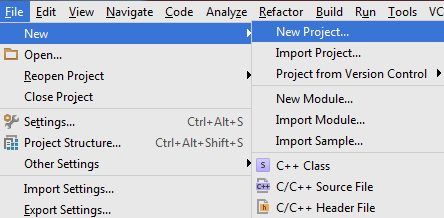 File Edit View Navigate Code Analyze Refactor Build Run Tools VC
New
Open...
Reopen Project
Close Project
Settings... Ctrl+Alt+S
Project Structure... Ctrl+Alt+Shift+S
Other Settings
Import Settings...
Export Settings...
New Project...
Import Project...
Project from Version Control
New Module...
Import Module...
Import Sample...
C++ Class
C/C++ Source File
C/C++ Header File